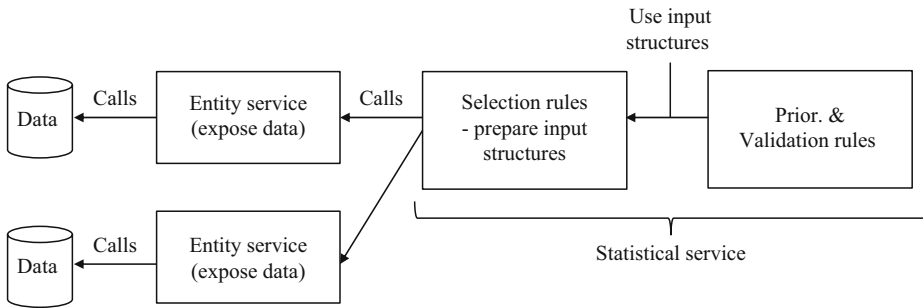 Use input
structures
Data
Calls
Entity service
(expose data)
Calls
Selection rules
- prepare input
structures
Prior. &
Validation rules
Data
Calls
Entity service
(expose data)
Statistical service